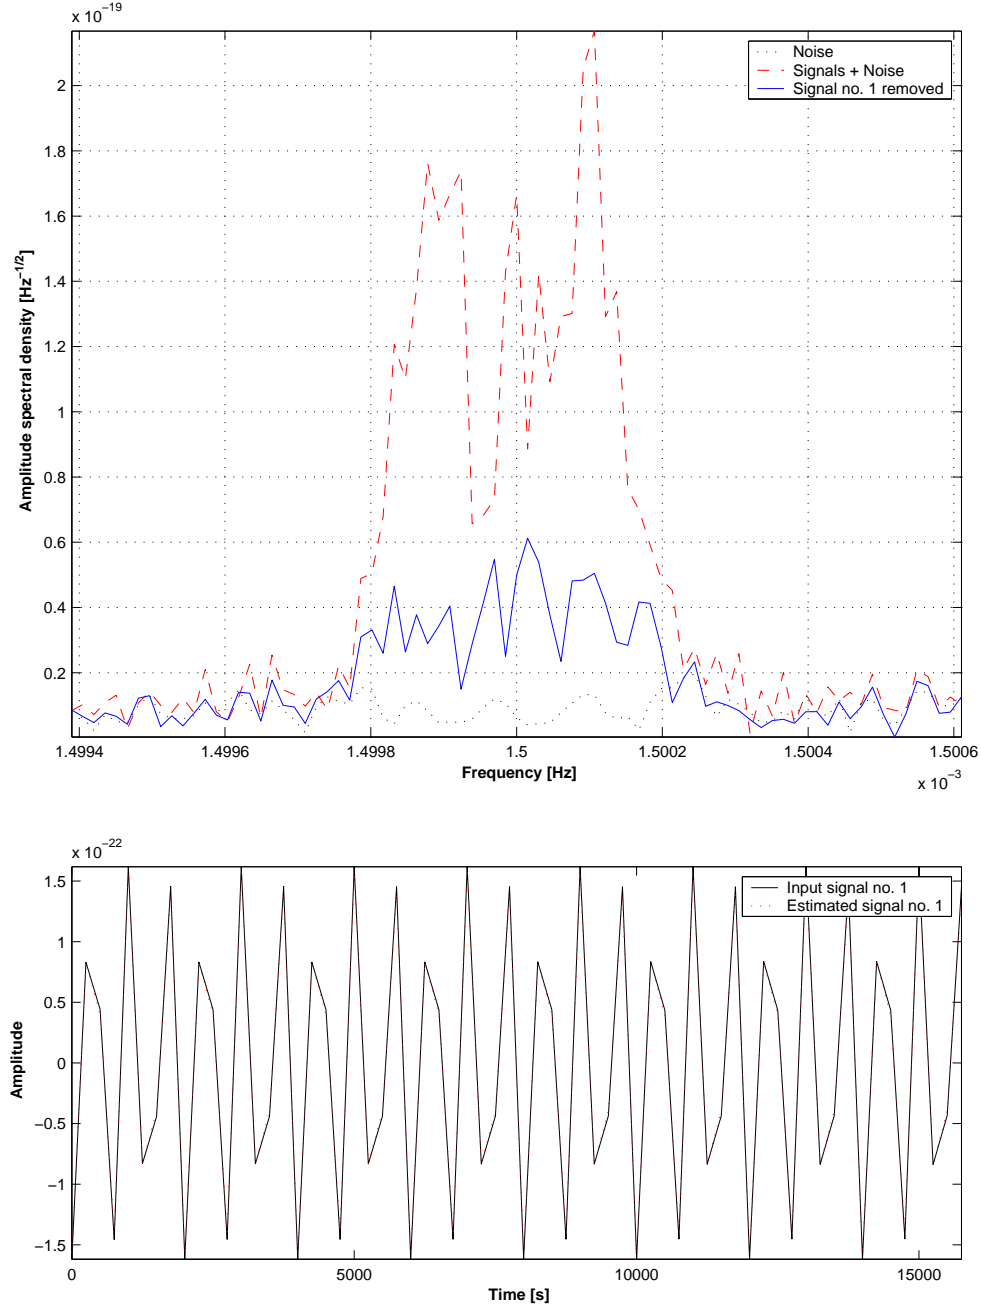 x 10−19
2
1.8
1.6
1.4
1.2
1
0.8
0.6
0.4
0.2
Amplitude spectral density [Hz−1/2]
Noise
Signals + Noise
Signal no. 1 removed
1.4994 1.4996 1.4998 1.5 1.5002 1.5004 1.5006
Frequency [Hz]
x 10−3
x 10−22
1.5
1
0.5
0
−0.5
−1
−1.5
Amplitude
Input signal no. 1
Estimated signal no. 1
0 5000 10000 15000
Time [s]